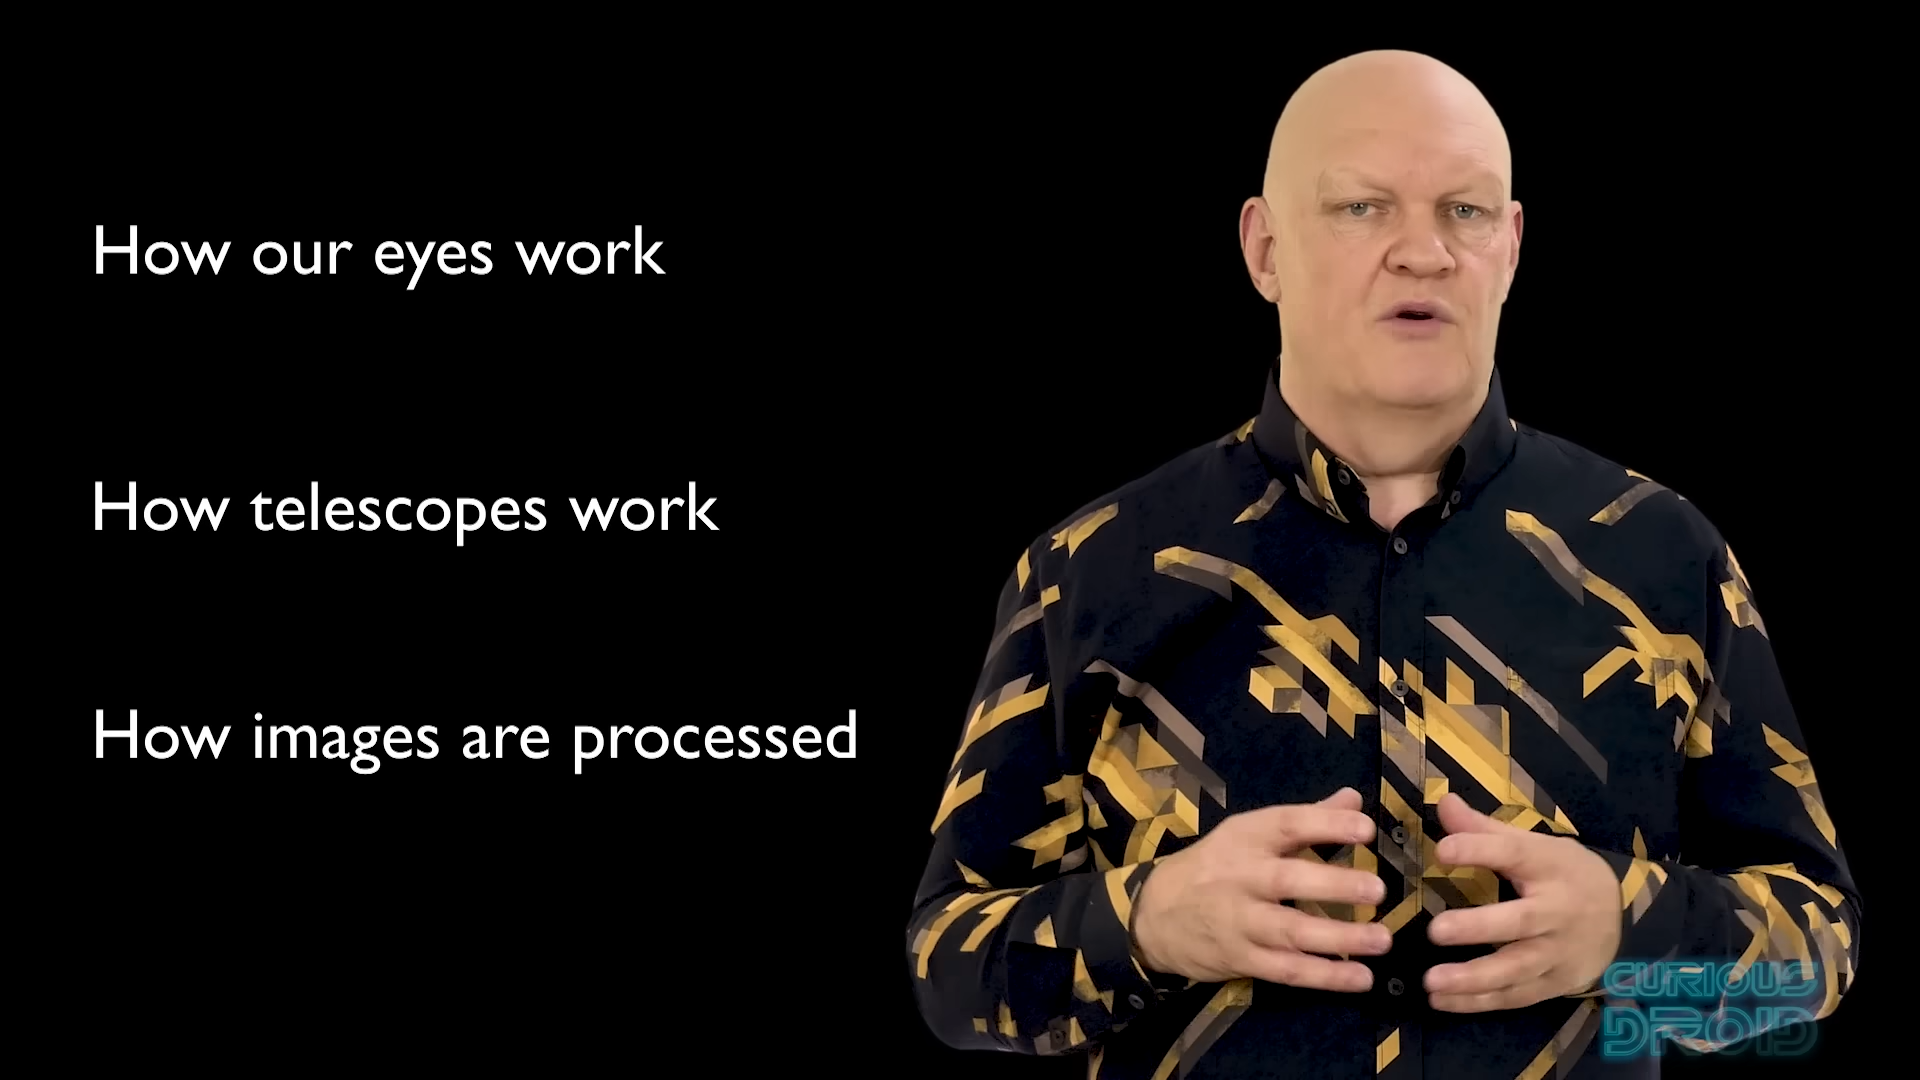 How our eyes work
How telescopes work
How images are processed
CURIOUS
DROID